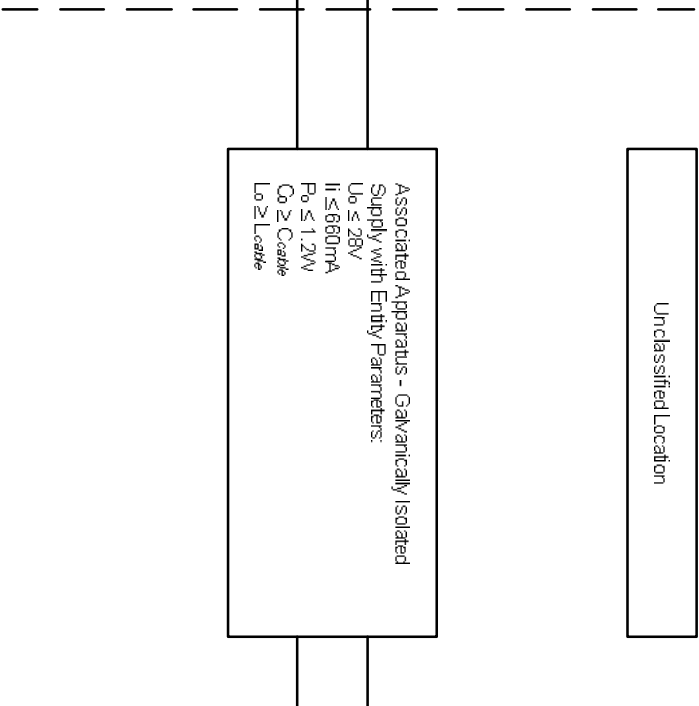 Unclassified Location
Associated Apparatus - Galvanically Isolated
Supply with Entity Parameters:
Uo ≤ 28V
Ii ≤ 660mA
Po ≤ 1.2W
Co ≥ Ccable
Lo ≥ Lcable